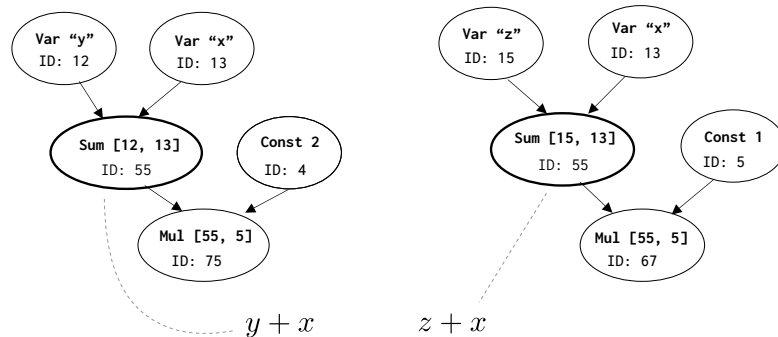 Var “y”
ID: 12
Var “x”
ID: 13
Sum [12, 13]
ID: 55
Const 2
ID: 4
Mul [55, 5]
ID: 75
y + x
Var “z”
ID: 15
Var “x”
ID: 13
Sum [15, 13]
ID: 55
Const 1
ID: 5
Mul [55, 5]
ID: 67
z + x